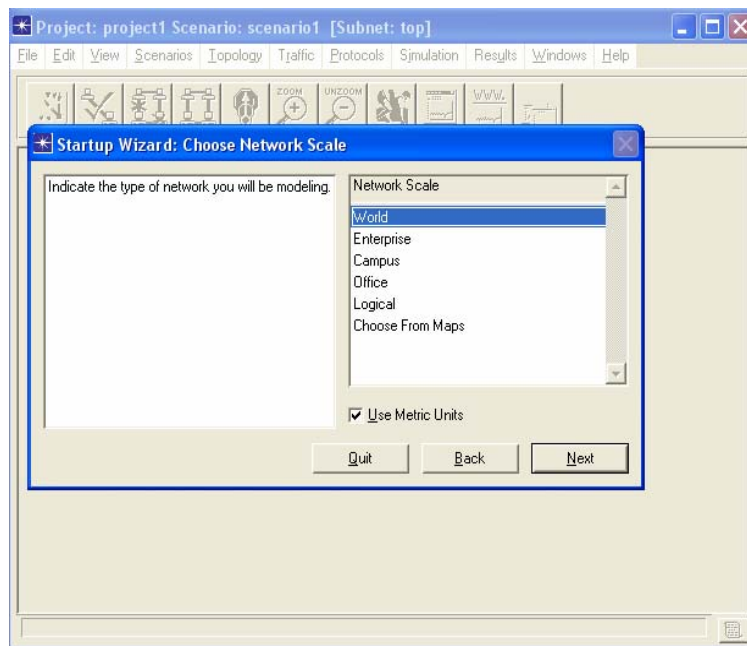 Project: project1 Scenario: scenario1 [Subnet: top]
File Edit View Scenarios Topology Traffic Protocols Simulation Results Windows Help
ZOOM UNZOOM WWW.
Startup Wizard: Choose Network Scale
Indicate the type of network you will be modeling.
Network Scale
World
Enterprise
Campus
Office
Logical
Choose From Maps
Use Metric Units
Quit Back Next